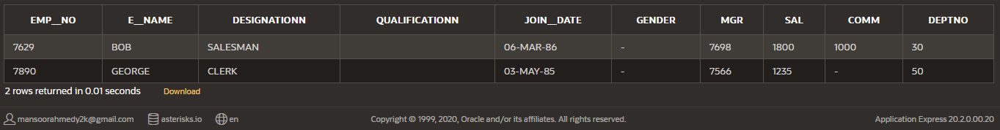 EMP__NO E__NAME DESIGNATIONN QUALIFICATIONN JOIN__DATE GENDER MGR SAL COMM DEPTNO
7629 BOB SALESMAN 06-MAR-86 - 7698 1800 1000 30
7890 GEORGE CLERK 03-MAY-85 - 7566 1235 - 50
2 rows returned in 0.01 seconds Download
mansoorahmedy2k@gmail.com asterisks.io en Copyright © 1999, 2020, Oracle and/or its affiliates. All rights reserved. Application Express 20.2.0.00.20